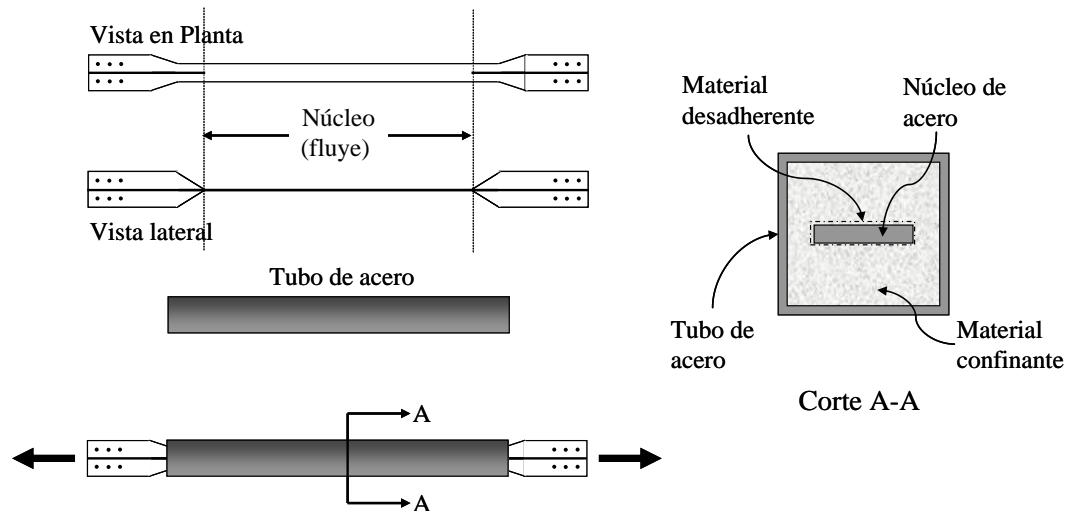 Vista en Planta
Núcleo
(fluye)
Vista lateral
Tubo de acero
A
A
Material
desadherente
Núcleo de
acero
Tubo de
acero
Material
confinante
Corte A-A